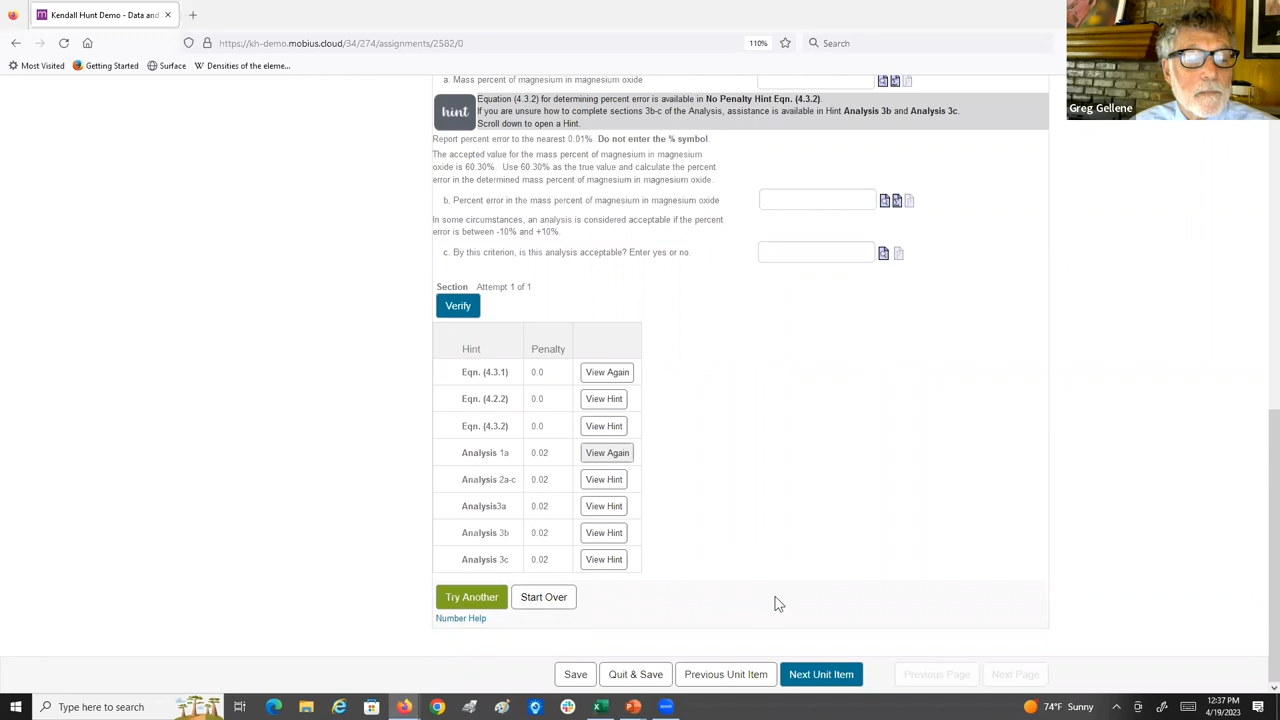 Kendall Hunt Demo - Data and
https://kh-demo.mobius.cloud/34/274/assignments/2582/0
110%
Search
Most Visited
Getting Started
Surface
Densities of the eleme...
Greg Gellene
a. Mass percent of magnesium in magnesium oxide
hint
Equation (4.3.2) for determining percent error is available in No Penalty Hint Eqn. (4.3.2).
If you are unsure how to complete sections 3b-c of the Analysis, assistance is available in Hint Analysis 3b and Analysis 3c.
Scroll down to open a Hint.
Report percent error to the nearest 0.01%. Do not enter the % symbol.
The accepted value for the mass percent of magnesium in magnesium
oxide is 60.30%. Use 60.30% as the true value and calculate the percent
error in the determined mass percent of magnesium in magnesium oxide.
b. Percent error in the mass percent of magnesium in magnesium oxide
In some circumstances, an analysis is considered acceptable if the percent
error is between -10% and +10%.
c. By this criterion, is this analysis acceptable? Enter yes or no.
Section Attempt 1 of 1
Verify
Hint Penalty
Eqn. (4.3.1) 0.0 View Again
Eqn. (4.2.2) 0.0 View Hint
Eqn. (4.3.2) 0.0 View Hint
Analysis 1a 0.02 View Again
Analysis 2a-c 0.02 View Hint
Analysis3a 0.02 View Hint
Analysis 3b 0.02 View Hint
Analysis 3c 0.02 View Hint
Try Another Start Over
Number Help
Save Quit & Save Previous Unit Item Next Unit Item Previous Page Next Page
Type here to search
74°F Sunny
12:37 PM
4/19/2023